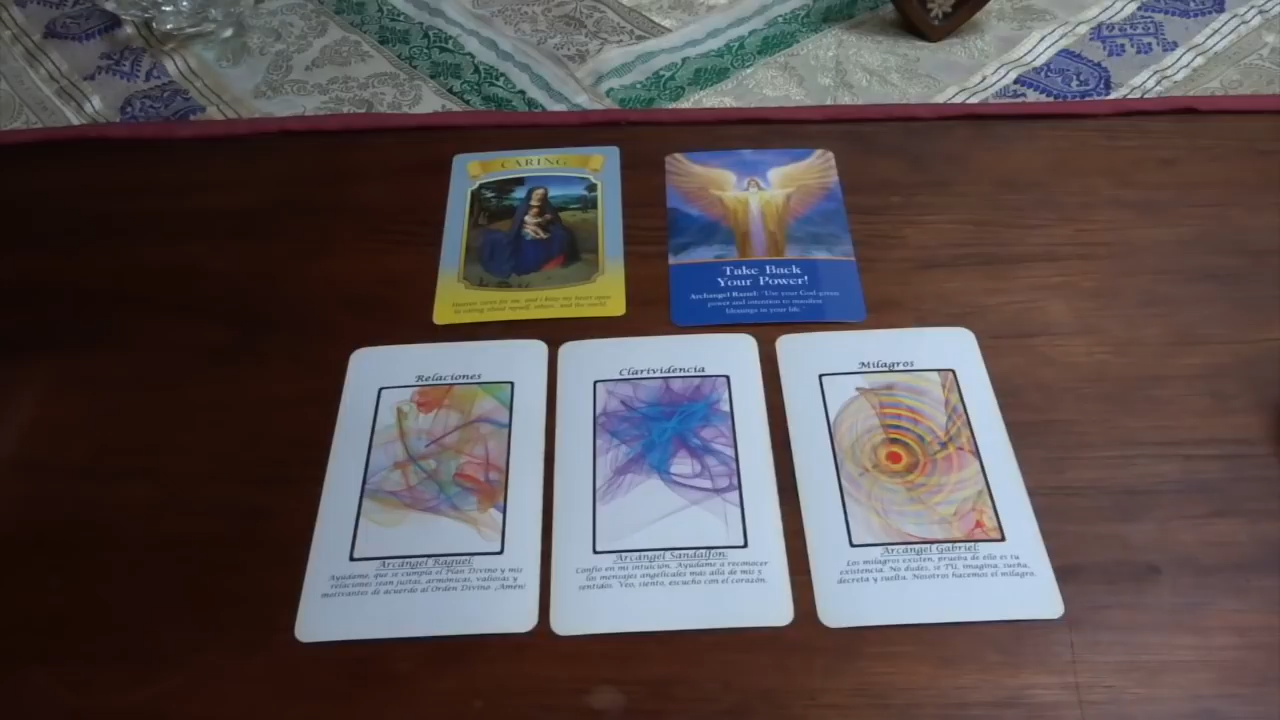 CARING
Heaven cares for me, and I keep my heart open
to caring about myself, others, and the world.
Take Back
Your Power!
Archangel Raziel: "Use your God-given
power and intention to manifest
blessings in your life."
Relaciones
Arcángel Raguel:
Ayúdame, que se cumpla el Plan Divino y mis
relaciones sean justas, armónicas, valiosas y
motivantes de acuerdo al Orden Divino. ¡Amén!
Clarividencia
Arcángel Sandalfón:
Confío en mi intuición. Ayúdame a reconocer
los mensajes angelicales más allá de mis 5
sentidos. Veo, siento, escucho con el corazón.
Milagros
Arcángel Gabriel:
Los milagros existen, prueba de ello es tu
existencia. No dudes, se TÚ, imagina, sueña,
decreta y suelta. Nosotros hacemos el milagro.